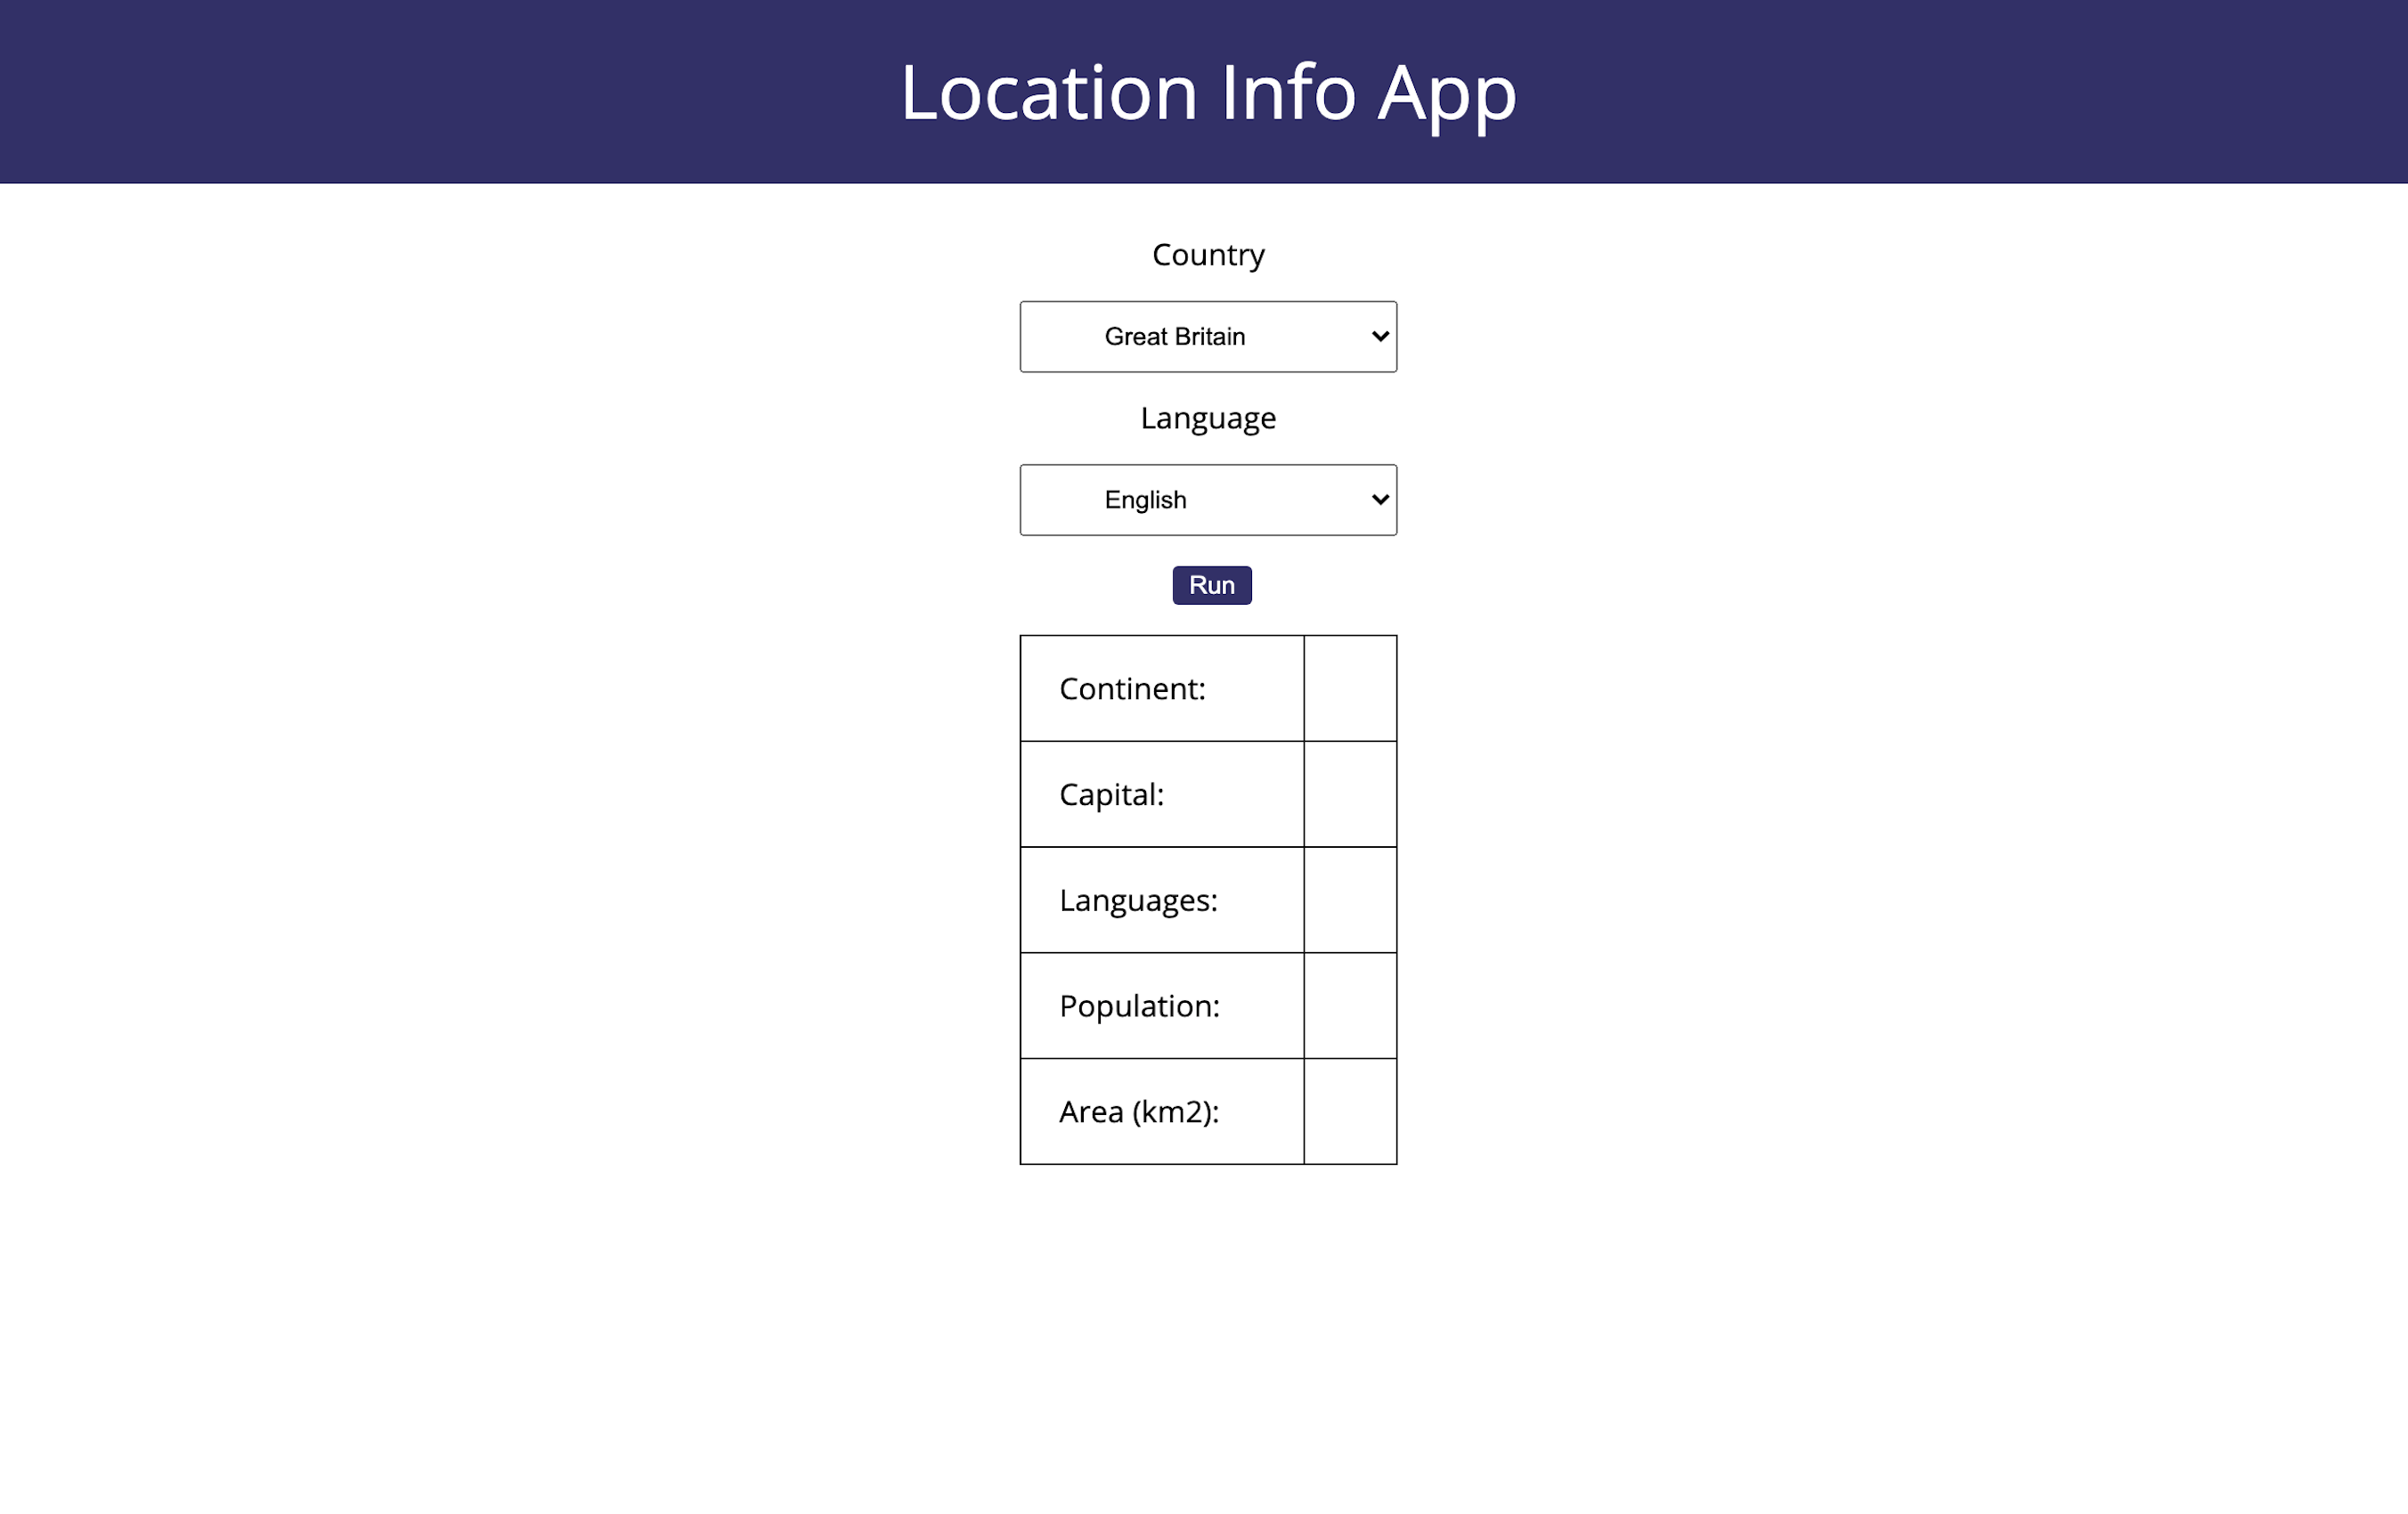 Location Info App
Country
Great Britain
Language
English
Run
Continent:
Capital:
Languages:
Population:
Area (km2):